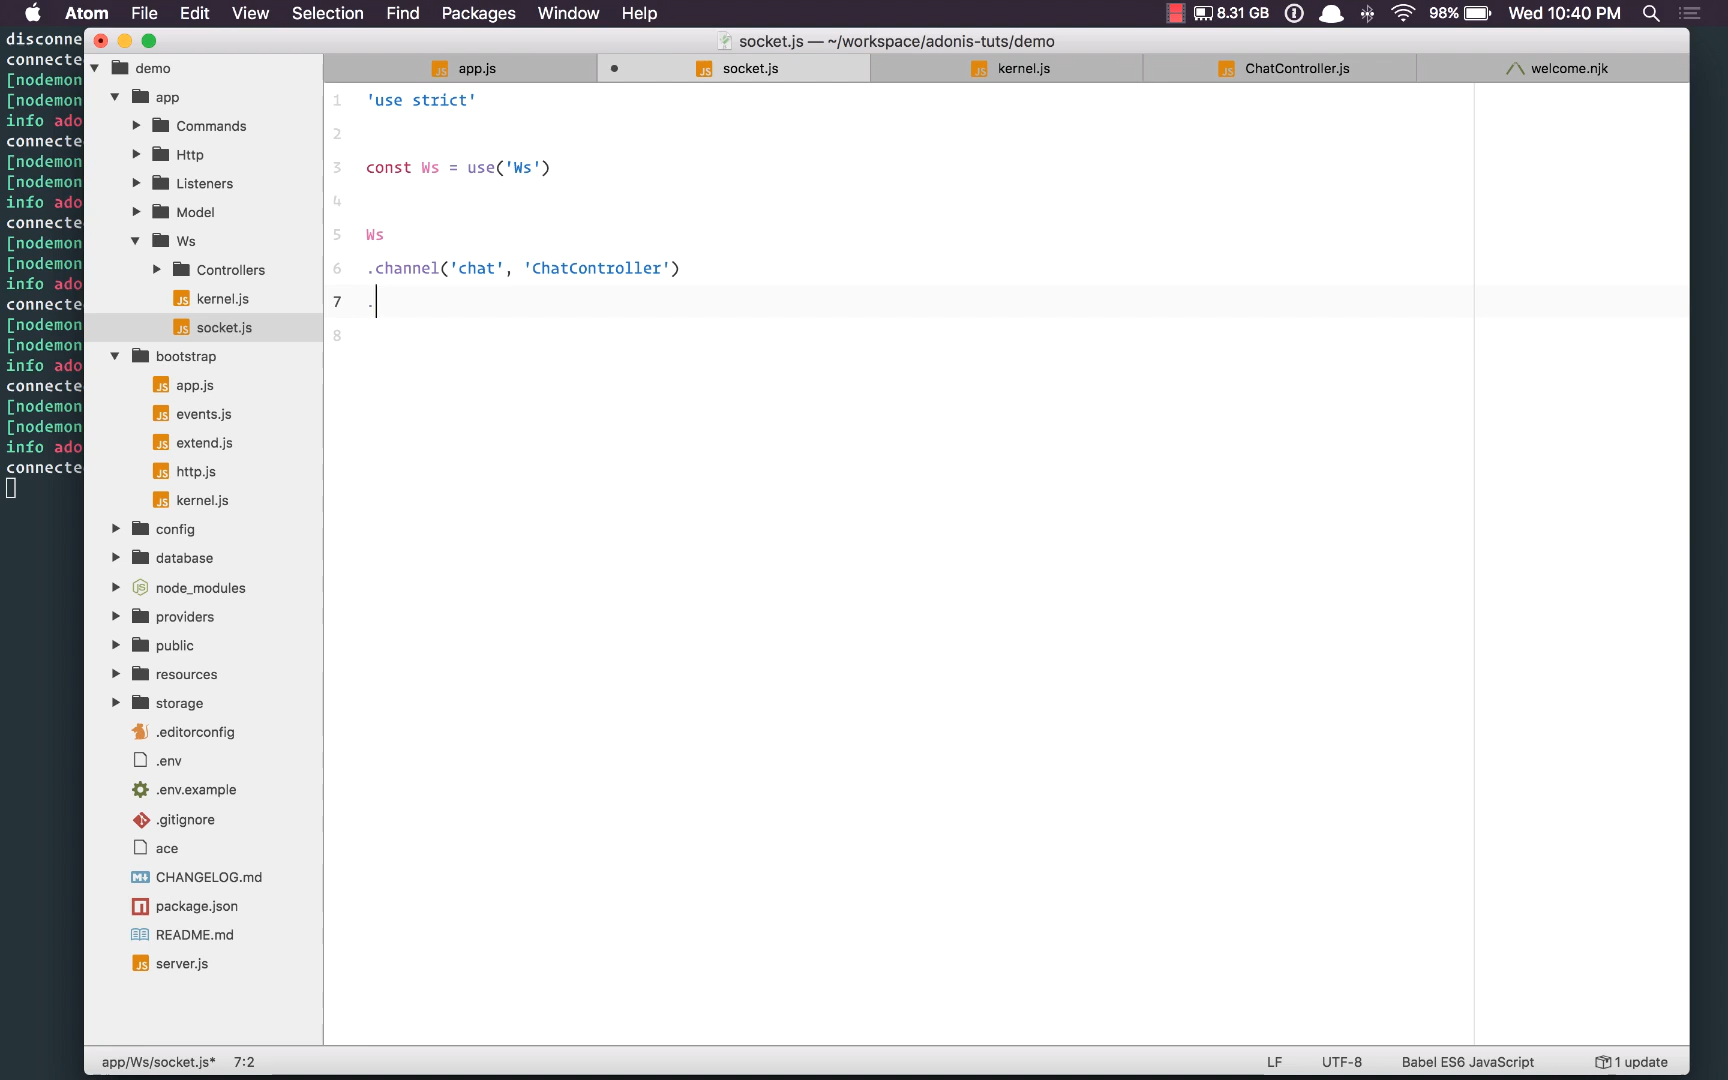 Atom File Edit View Selection Find Packages Window Help 8.31 GB 98% Wed 10:40 PM
socket.js — ~/workspace/adonis-tuts/demo
app.js socket.js kernel.js ChatController.js welcome.njk
disconne
connecte
[nodemon
[nodemon
info ado
connecte
[nodemon
[nodemon
info ado
connecte
[nodemon
[nodemon
info ado
connecte
[nodemon
[nodemon
info ado
connecte
[nodemon
[nodemon
info ado
connecte
demo
app
Commands
Http
Listeners
Model
Ws
Controllers
kernel.js
socket.js
bootstrap
app.js
events.js
extend.js
http.js
kernel.js
config
database
node_modules
providers
public
resources
storage
.editorconfig
.env
.env.example
.gitignore
ace
CHANGELOG.md
package.json
README.md
server.js
1 'use strict'
2
3 const Ws = use('Ws')
4
5 Ws
6 .channel('chat', 'ChatController')
7 .
8
app/Ws/socket.js* 7:2 LF UTF-8 Babel ES6 JavaScript 1 update